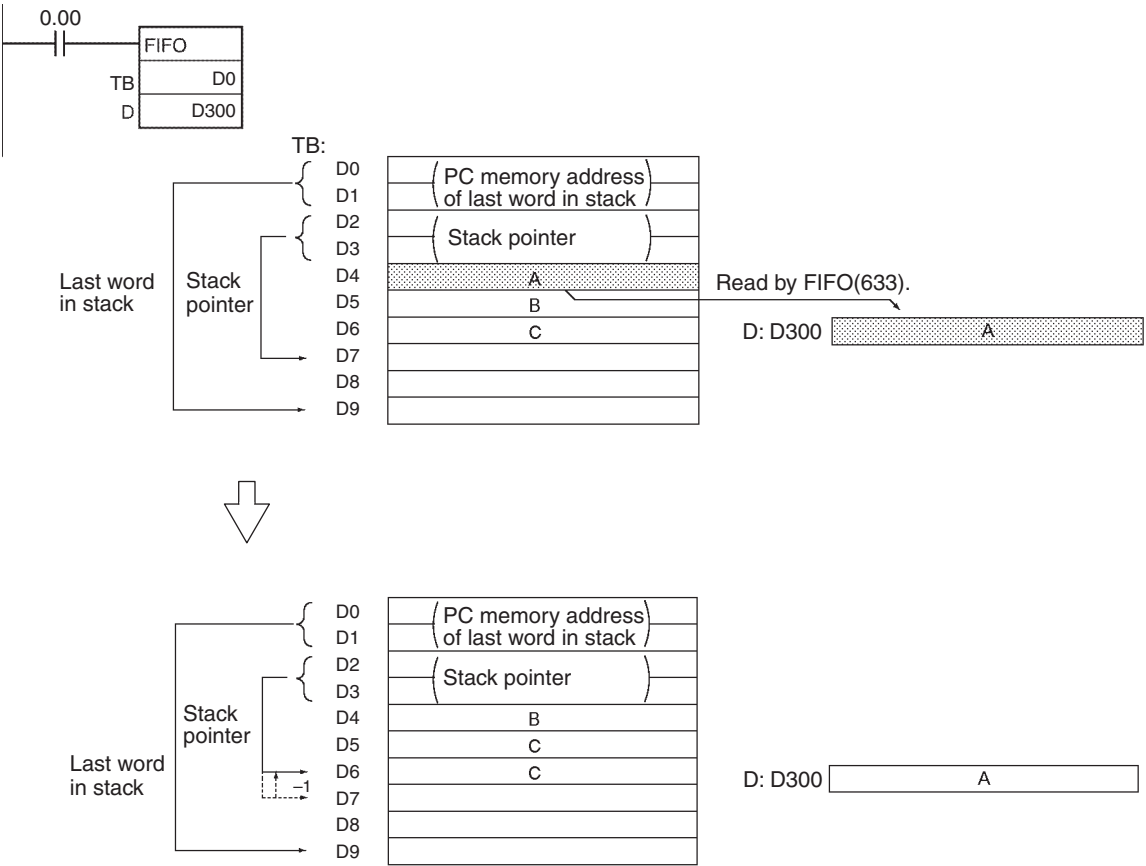 0.00
FIFO
TB D0
D D300
TB:
D0
D1
D2
D3
D4
D5
D6
D7
D8
D9
PC memory address
of last word in stack
Stack pointer
A
B
C
Last word
in stack
Stack
pointer
Read by FIFO(633).
D: D300 A
D0
D1
D2
D3
D4
D5
D6
D7
D8
D9
PC memory address
of last word in stack
Stack pointer
B
C
C
Stack
pointer
Last word
in stack
–1
D: D300 A